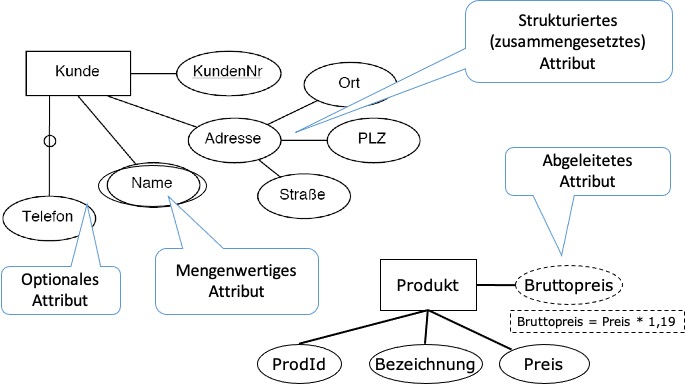 Strukturiertes
(zusammengesetztes)
Attribut
Kunde
KundenNr
Ort
Adresse
PLZ
Name
Straße
Telefon
Optionales
Attribut
Mengenwertiges
Attribut
Abgeleitetes
Attribut
Produkt
Bruttopreis
Bruttopreis = Preis * 1,19
ProdId
Bezeichnung
Preis